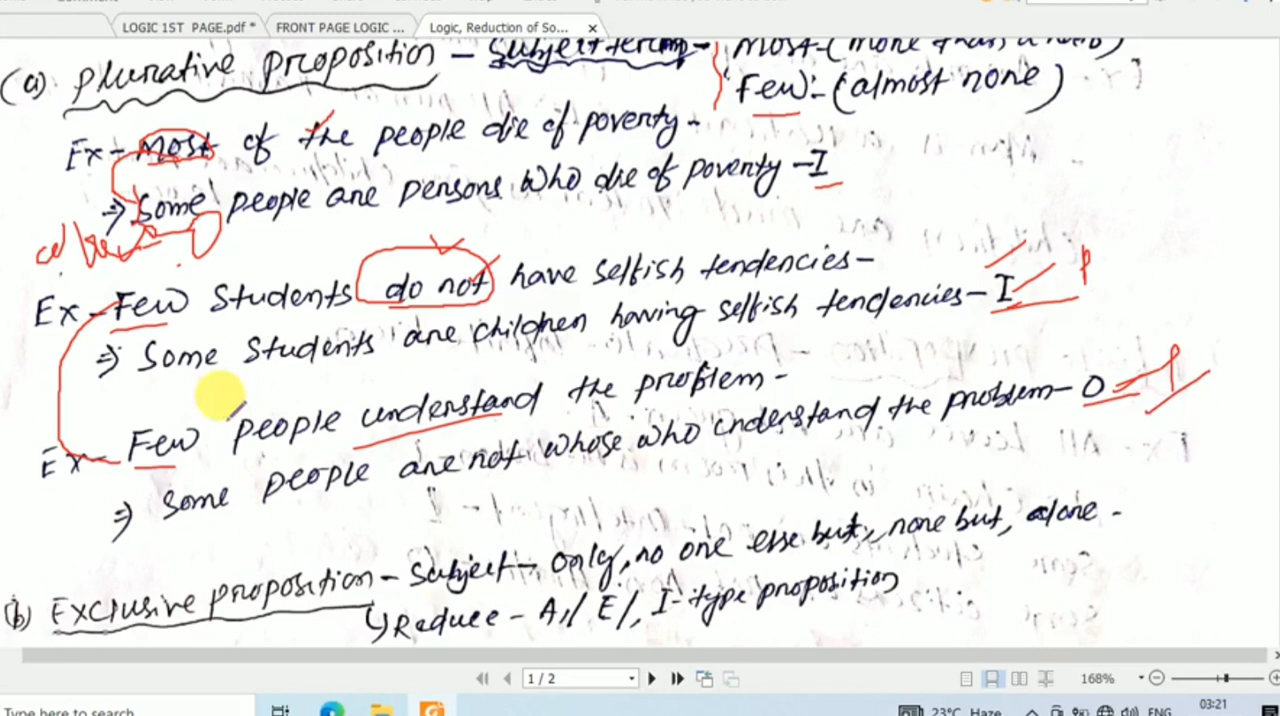 LOGIC 1ST PAGE.pdf * FRONT PAGE LOGIC ... Logic, Reduction of So... ×
(a) Plurative proposition - Subject term - Most-(more than, a half)
Few:- (almost none)
Ex - Most of the people die of poverty -
⇒ Some people are persons who die of poverty - I
Ex - Few Students do not have selfish tendencies -
⇒ Some Students are children having selfish tendencies - I P
Ex - Few people understand the problem -
⇒ Some people are not whose who understand the problem - O = P
(b) Exclusive proposition - Subject - only, no one esse but, none but, alone -
↳ Reduce - A, / E /, I - type proposition
1 / 2 168%
Type here to search 23°C Haze ENG 03:21